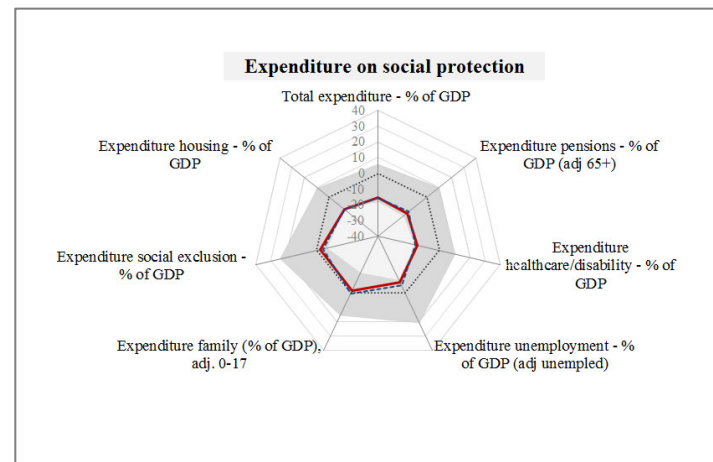 Expenditure on social protection
Total expenditure - % of GDP
40
30
20
10
0
-10
-20
-30
-40
Expenditure pensions - % of
GDP (adj 65+)
Expenditure
healthcare/disability - % of
GDP
Expenditure unemployment - %
of GDP (adj unempled)
Expenditure family (% of GDP),
adj. 0-17
Expenditure social exclusion -
% of GDP
Expenditure housing - % of
GDP